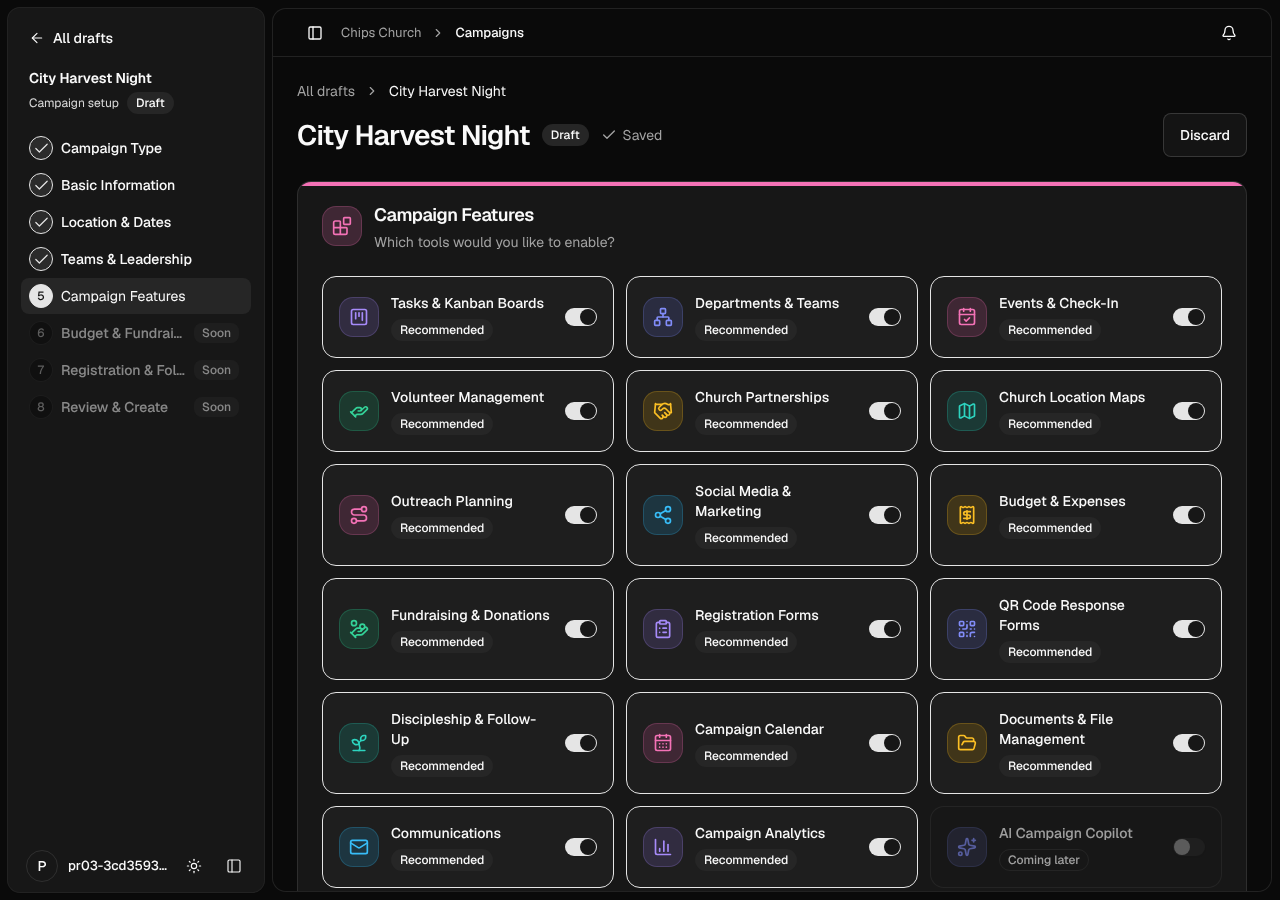 All drafts
City Harvest Night
Campaign setup Draft
Campaign Type
Basic Information
Location & Dates
Teams & Leadership
5 Campaign Features
6 Budget & Fundrai... Soon
7 Registration & Fol... Soon
8 Review & Create Soon
P pr03-3cd3593...
Chips Church Campaigns
All drafts City Harvest Night
City Harvest Night Draft Saved
Discard
Campaign Features
Which tools would you like to enable?
Tasks & Kanban Boards
Recommended
Departments & Teams
Recommended
Events & Check-In
Recommended
Volunteer Management
Recommended
Church Partnerships
Recommended
Church Location Maps
Recommended
Outreach Planning
Recommended
Social Media &
Marketing
Recommended
Budget & Expenses
Recommended
Fundraising & Donations
Recommended
Registration Forms
Recommended
QR Code Response
Forms
Recommended
Discipleship & Follow-
Up
Recommended
Campaign Calendar
Recommended
Documents & File
Management
Recommended
Communications
Recommended
Campaign Analytics
Recommended
AI Campaign Copilot
Coming later